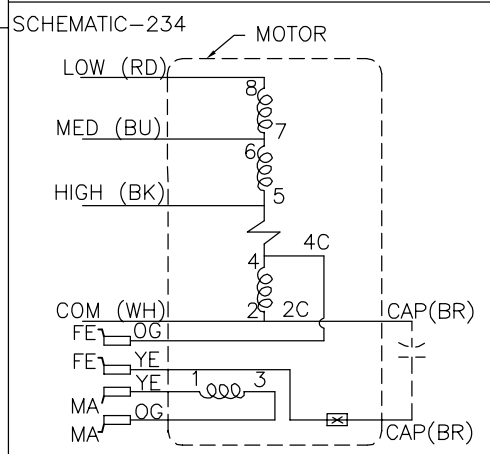 SCHEMATIC-234
MOTOR
LOW (RD)
8
7
MED (BU)
6
5
HIGH (BK)
4C
4
COM (WH)
2
2C
CAP(BR)
FE
OG
FE
YE
YE
1
3
MA
OG
MA
CAP(BR)